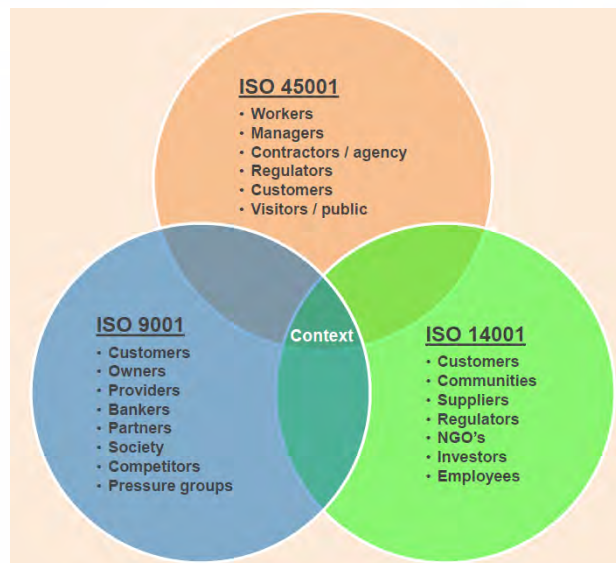 ISO 45001
• Workers
• Managers
• Contractors / agency
• Regulators
• Customers
• Visitors / public
ISO 9001
• Customers
• Owners
• Providers
• Bankers
• Partners
• Society
• Competitors
• Pressure groups
Context
ISO 14001
• Customers
• Communities
• Suppliers
• Regulators
• NGO's
• Investors
• Employees